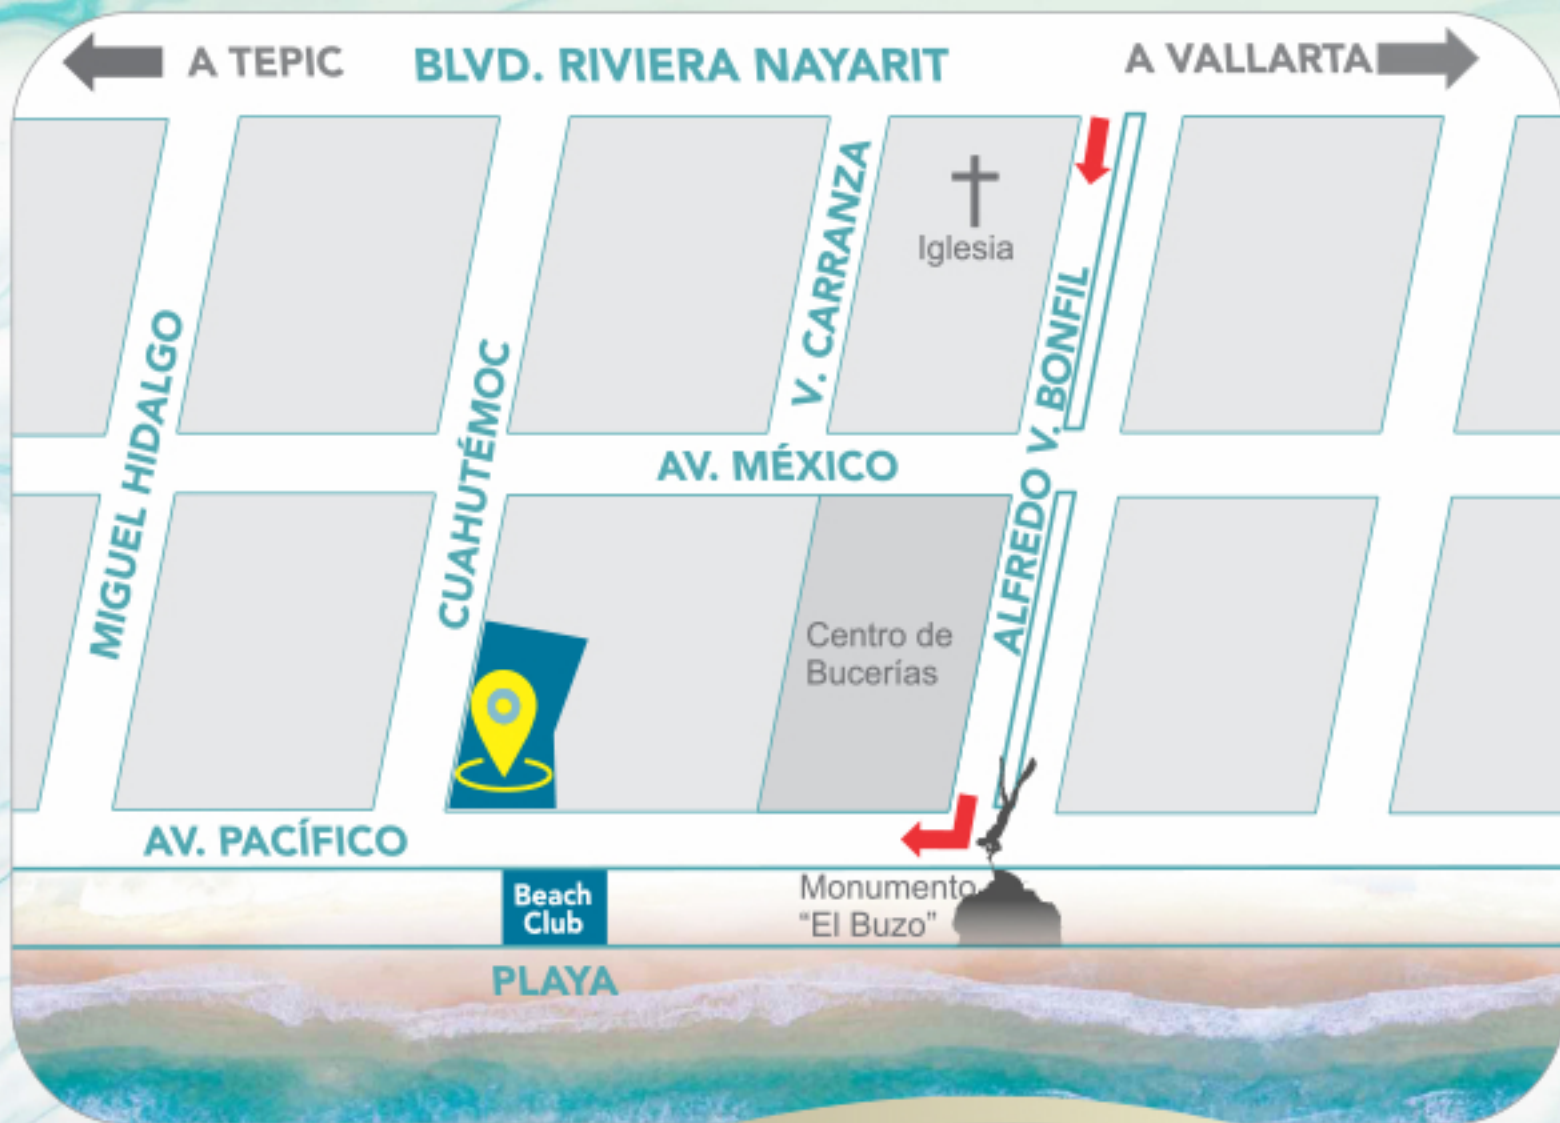 A TEPIC
BLVD. RIVIERA NAYARIT
A VALLARTA
V. CARRANZA
Iglesia
MIGUEL HIDALGO
CUAHUTÉMOC
ALFREDO V. BONFIL
AV. MÉXICO
Centro de
Bucerías
AV. PACÍFICO
Beach
Club
Monumento
“El Buzo”
PLAYA